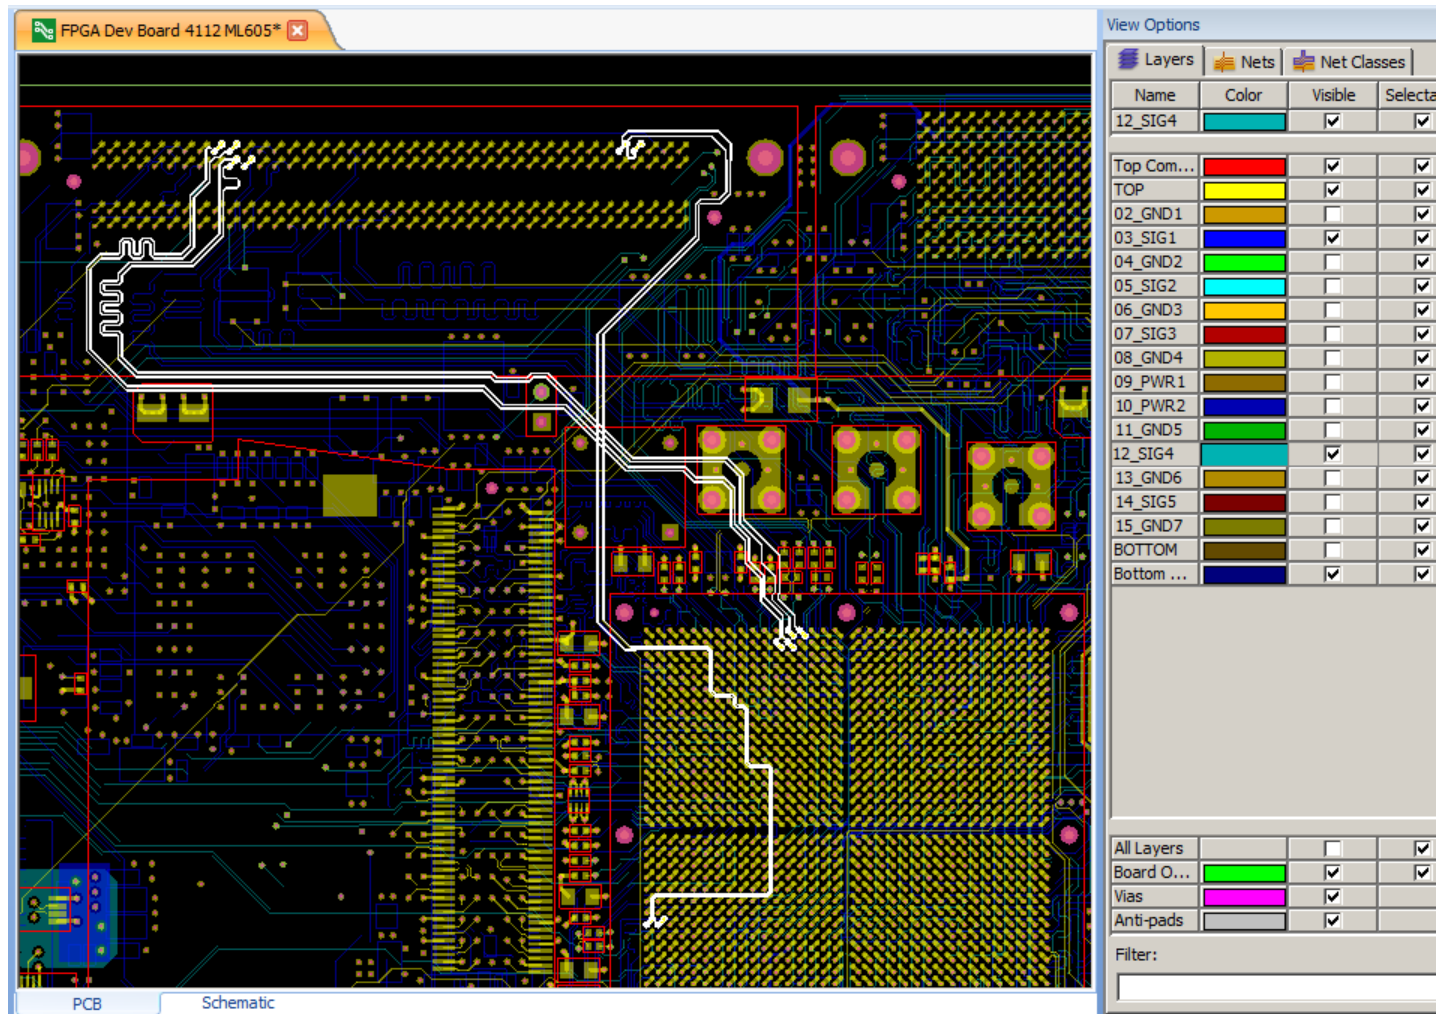 FPGA Dev Board 4112 ML605*
View Options
Layers Nets Net Classes
Name Color Visible Selecta
12_SIG4
Top Com...
TOP
02_GND1
03_SIG1
04_GND2
05_SIG2
06_GND3
07_SIG3
08_GND4
09_PWR1
10_PWR2
11_GND5
12_SIG4
13_GND6
14_SIG5
15_GND7
BOTTOM
Bottom ...
All Layers
Board O...
Vias
Anti-pads
Filter:
PCB Schematic